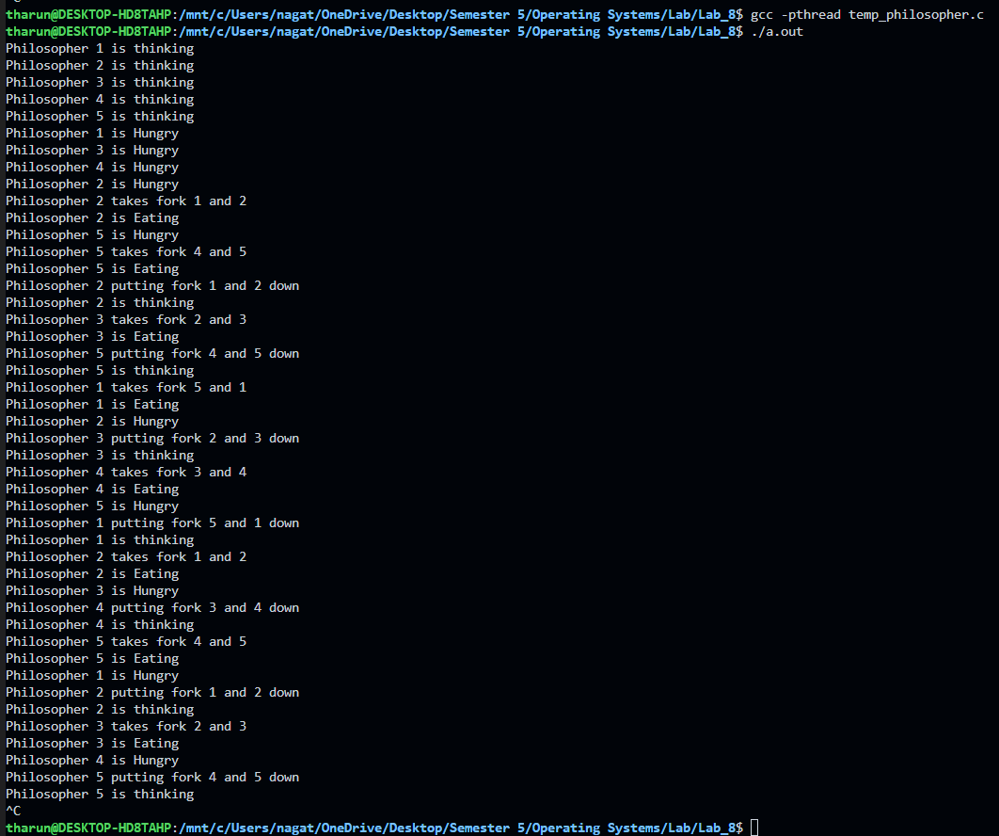 tharun@DESKTOP-HD8TAHP:/mnt/c/Users/nagat/OneDrive/Desktop/Semester 5/Operating Systems/Lab/Lab_8$ gcc -pthread temp_philosopher.c
tharun@DESKTOP-HD8TAHP:/mnt/c/Users/nagat/OneDrive/Desktop/Semester 5/Operating Systems/Lab/Lab_8$ ./a.out
Philosopher 1 is thinking
Philosopher 2 is thinking
Philosopher 3 is thinking
Philosopher 4 is thinking
Philosopher 5 is thinking
Philosopher 1 is Hungry
Philosopher 3 is Hungry
Philosopher 4 is Hungry
Philosopher 2 is Hungry
Philosopher 2 takes fork 1 and 2
Philosopher 2 is Eating
Philosopher 5 is Hungry
Philosopher 5 takes fork 4 and 5
Philosopher 5 is Eating
Philosopher 2 putting fork 1 and 2 down
Philosopher 2 is thinking
Philosopher 3 takes fork 2 and 3
Philosopher 3 is Eating
Philosopher 5 putting fork 4 and 5 down
Philosopher 5 is thinking
Philosopher 1 takes fork 5 and 1
Philosopher 1 is Eating
Philosopher 2 is Hungry
Philosopher 3 putting fork 2 and 3 down
Philosopher 3 is thinking
Philosopher 4 takes fork 3 and 4
Philosopher 4 is Eating
Philosopher 5 is Hungry
Philosopher 1 putting fork 5 and 1 down
Philosopher 1 is thinking
Philosopher 2 takes fork 1 and 2
Philosopher 2 is Eating
Philosopher 3 is Hungry
Philosopher 4 putting fork 3 and 4 down
Philosopher 4 is thinking
Philosopher 5 takes fork 4 and 5
Philosopher 5 is Eating
Philosopher 1 is Hungry
Philosopher 2 putting fork 1 and 2 down
Philosopher 2 is thinking
Philosopher 3 takes fork 2 and 3
Philosopher 3 is Eating
Philosopher 4 is Hungry
Philosopher 5 putting fork 4 and 5 down
Philosopher 5 is thinking
^C
tharun@DESKTOP-HD8TAHP:/mnt/c/Users/nagat/OneDrive/Desktop/Semester 5/Operating Systems/Lab/Lab_8$